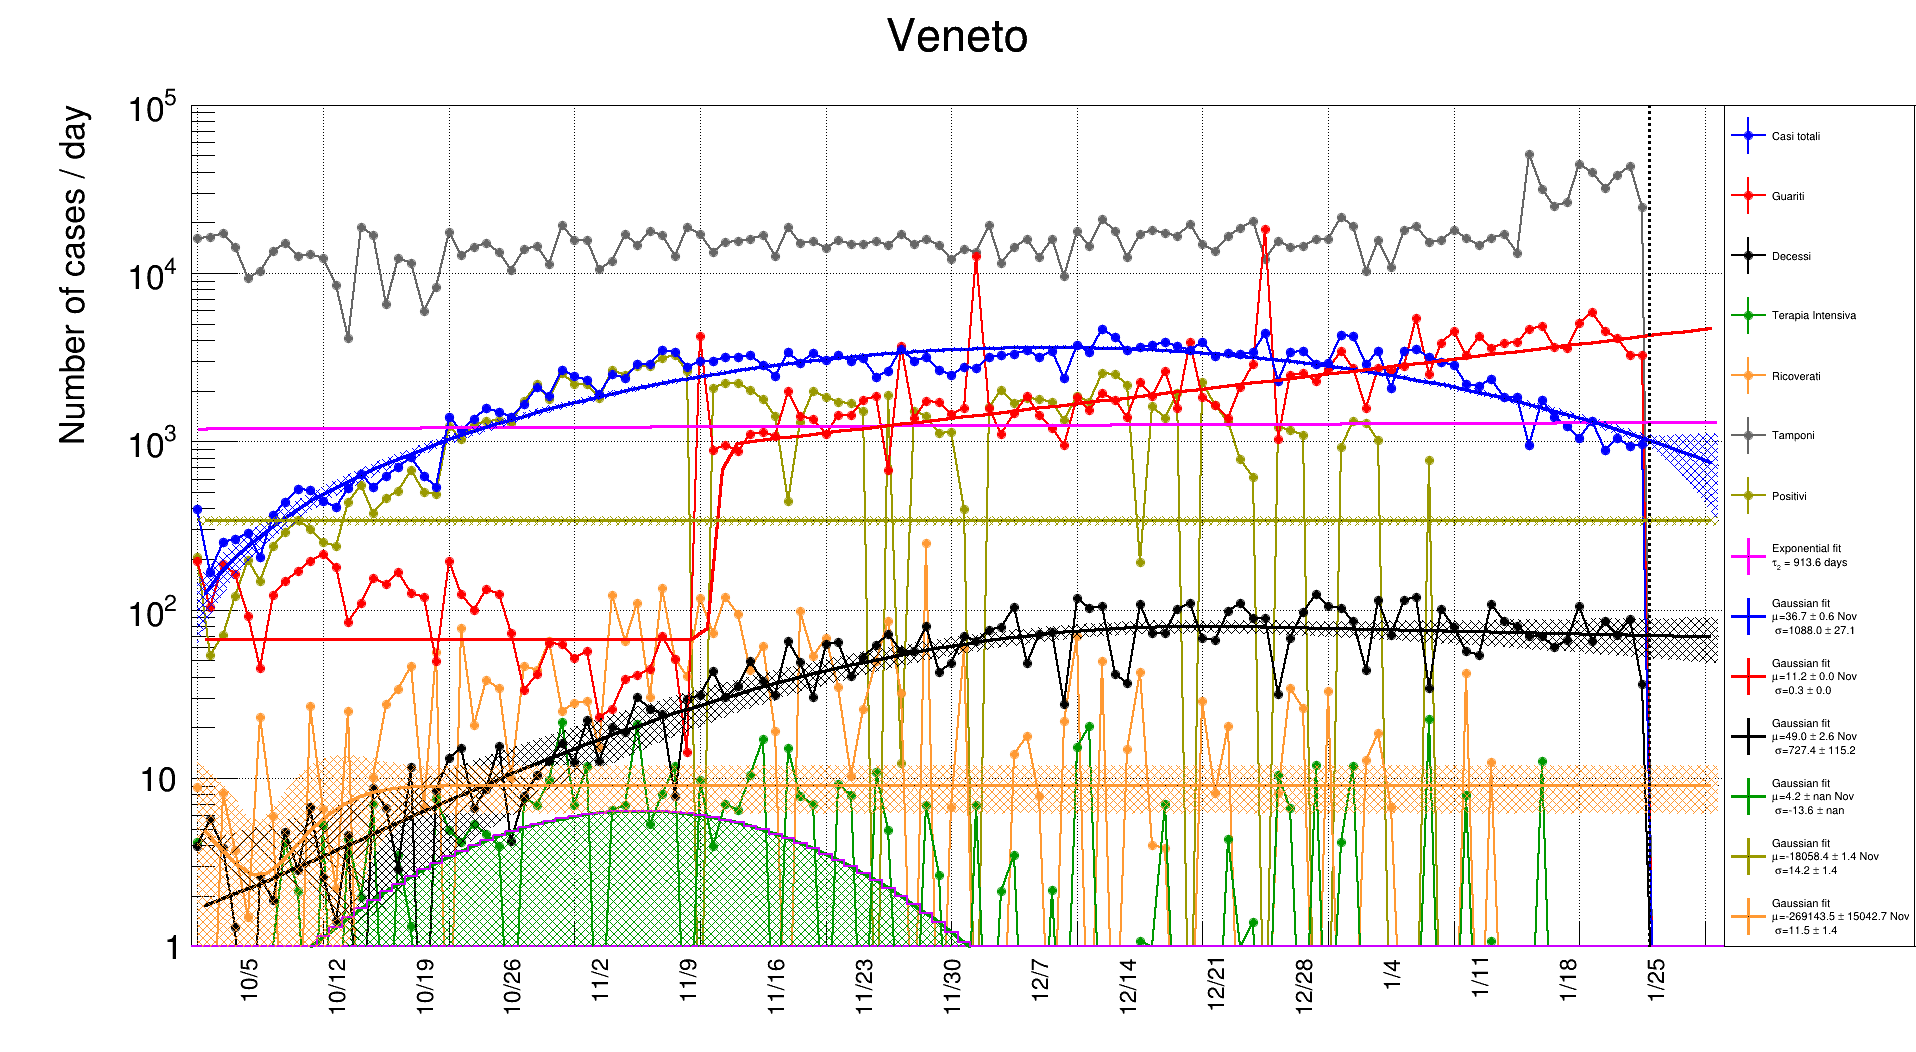 Veneto
Number of cases / day
10^5
10^4
10^3
10^2
10
1
10/5
10/12
10/19
10/26
11/2
11/9
11/16
11/23
11/30
12/7
12/14
12/21
12/28
1/4
1/11
1/18
1/25
Casi totali
Guariti
Decessi
Terapia Intensiva
Ricoverati
Tamponi
Positivi
Exponential fit
τ₂ = 913.6 days
Gaussian fit
μ=36.7 ± 0.6 Nov
σ=1088.0 ± 27.1
Gaussian fit
μ=11.2 ± 0.0 Nov
σ=0.3 ± 0.0
Gaussian fit
μ=49.0 ± 2.6 Nov
σ=727.4 ± 115.2
Gaussian fit
μ=4.2 ± nan Nov
σ=-13.6 ± nan
Gaussian fit
μ=-18058.4 ± 1.4 Nov
σ=14.2 ± 1.4
Gaussian fit
μ=-269143.5 ± 15042.7 Nov
σ=11.5 ± 1.4